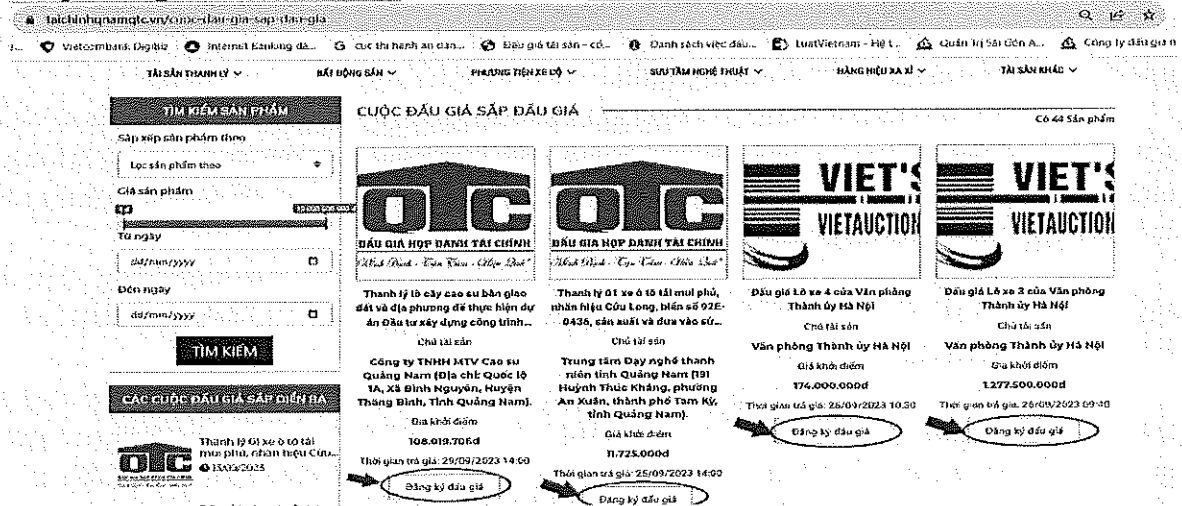 taichinhqnamqtc.vn/cuoc-dau-gia-sap-dau-gia
Vietcombank Digibiz
Internet Banking dà...
cuc thi hanh an dan...
Đấu giá tài sản - cô...
Danh sách việc đấu...
LuatVietnam - Hệ t...
Quản Trị Sài Gòn A...
Công ty đấu giá n
TÀI SẢN THANH LÝ
BẤT ĐỘNG SẢN
PHƯƠNG TIỆN XE CỘ
SƯU TẦM NGHỆ THUẬT
HÀNG HIỆU XA XỈ
TÀI SẢN KHÁC
TÌM KIẾM SẢN PHẨM
Sắp xếp sản phẩm theo
Lọc sản phẩm theo
Giá sản phẩm
Từ ngày
dd/mm/yyyy
Đến ngày
dd/mm/yyyy
TÌM KIẾM
CÁC CUỘC ĐẤU GIÁ SẮP DIỄN RA
QTC
Thanh lý 01 xe ô tô tải
mui phủ, nhãn hiệu Cửu...
CUỘC ĐẤU GIÁ SẮP ĐẤU GIÁ
Có 44 Sản phẩm
QTC
ĐẤU GIÁ HỢP DANH TÀI CHÍNH
Thanh lý lô cây cao su bàn giao
đất và địa phương để thực hiện dự
án Đầu tư xây dựng công trình...
Chủ tài sản
Công ty TNHH MTV Cao su
Quảng Nam (Địa chỉ: Quốc lộ
1A, Xã Bình Nguyên, Huyện
Thăng Bình, Tỉnh Quảng Nam).
Giá khởi điểm
108.019.706đ
Thời gian trả giá: 29/09/2023 14:00
Đăng ký đấu giá
QTC
ĐẤU GIÁ HỢP DANH TÀI CHÍNH
Thanh lý 01 xe ô tô tải mui phủ,
nhãn hiệu Cửu Long, biển số 92E-
0436, sản xuất và đưa vào sử...
Chủ tài sản
Trung tâm Dạy nghề thanh
niên tỉnh Quảng Nam (191
Huỳnh Thúc Kháng, phường
An Xuân, thành phố Tam Kỳ,
tỉnh Quảng Nam).
Giá khởi điểm
11.725.000đ
Thời gian trả giá: 25/09/2023 14:00
Đăng ký đấu giá
VIET'S
VIETAUCTION
Đấu giá Lô xe 4 của Văn phòng
Thành ủy Hà Nội
Chủ tài sản
Văn phòng Thành ủy Hà Nội
Giá khởi điểm
174.000.000đ
Thời gian trả giá: 26/09/2023 10:30
Đăng ký đấu giá
VIET'S
VIETAUCTION
Đấu giá Lô xe 3 của Văn phòng
Thành ủy Hà Nội
Chủ tài sản
Văn phòng Thành ủy Hà Nội
Giá khởi điểm
1.277.500.000đ
Thời gian trả giá: 26/09/2023 09:40
Đăng ký đấu giá